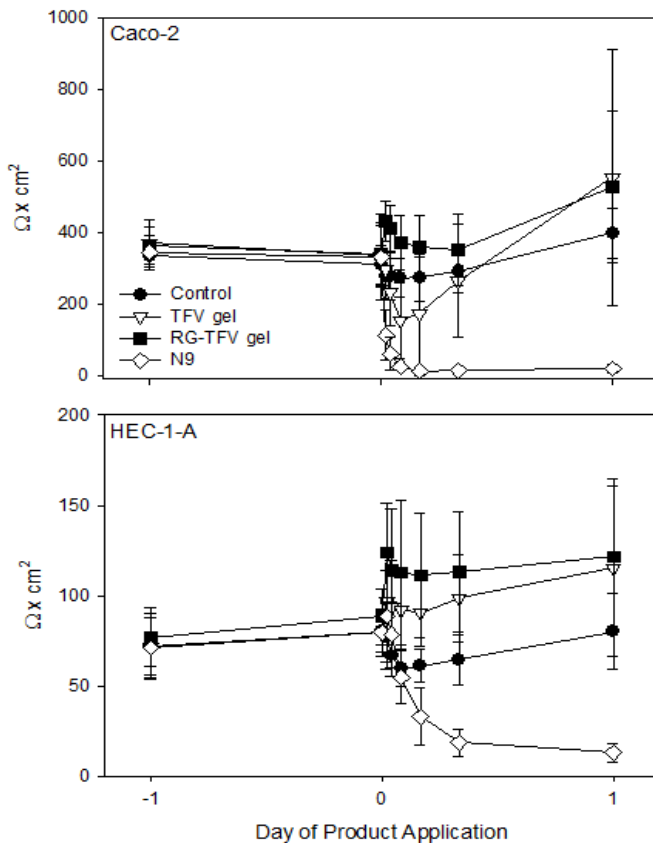 1000
Caco-2
800
600
400
200
0
Ω x cm²
Control
TFV gel
RG-TFV gel
N9
200
HEC-1-A
150
100
50
0
Ω x cm²
-1 0 1
Day of Product Application